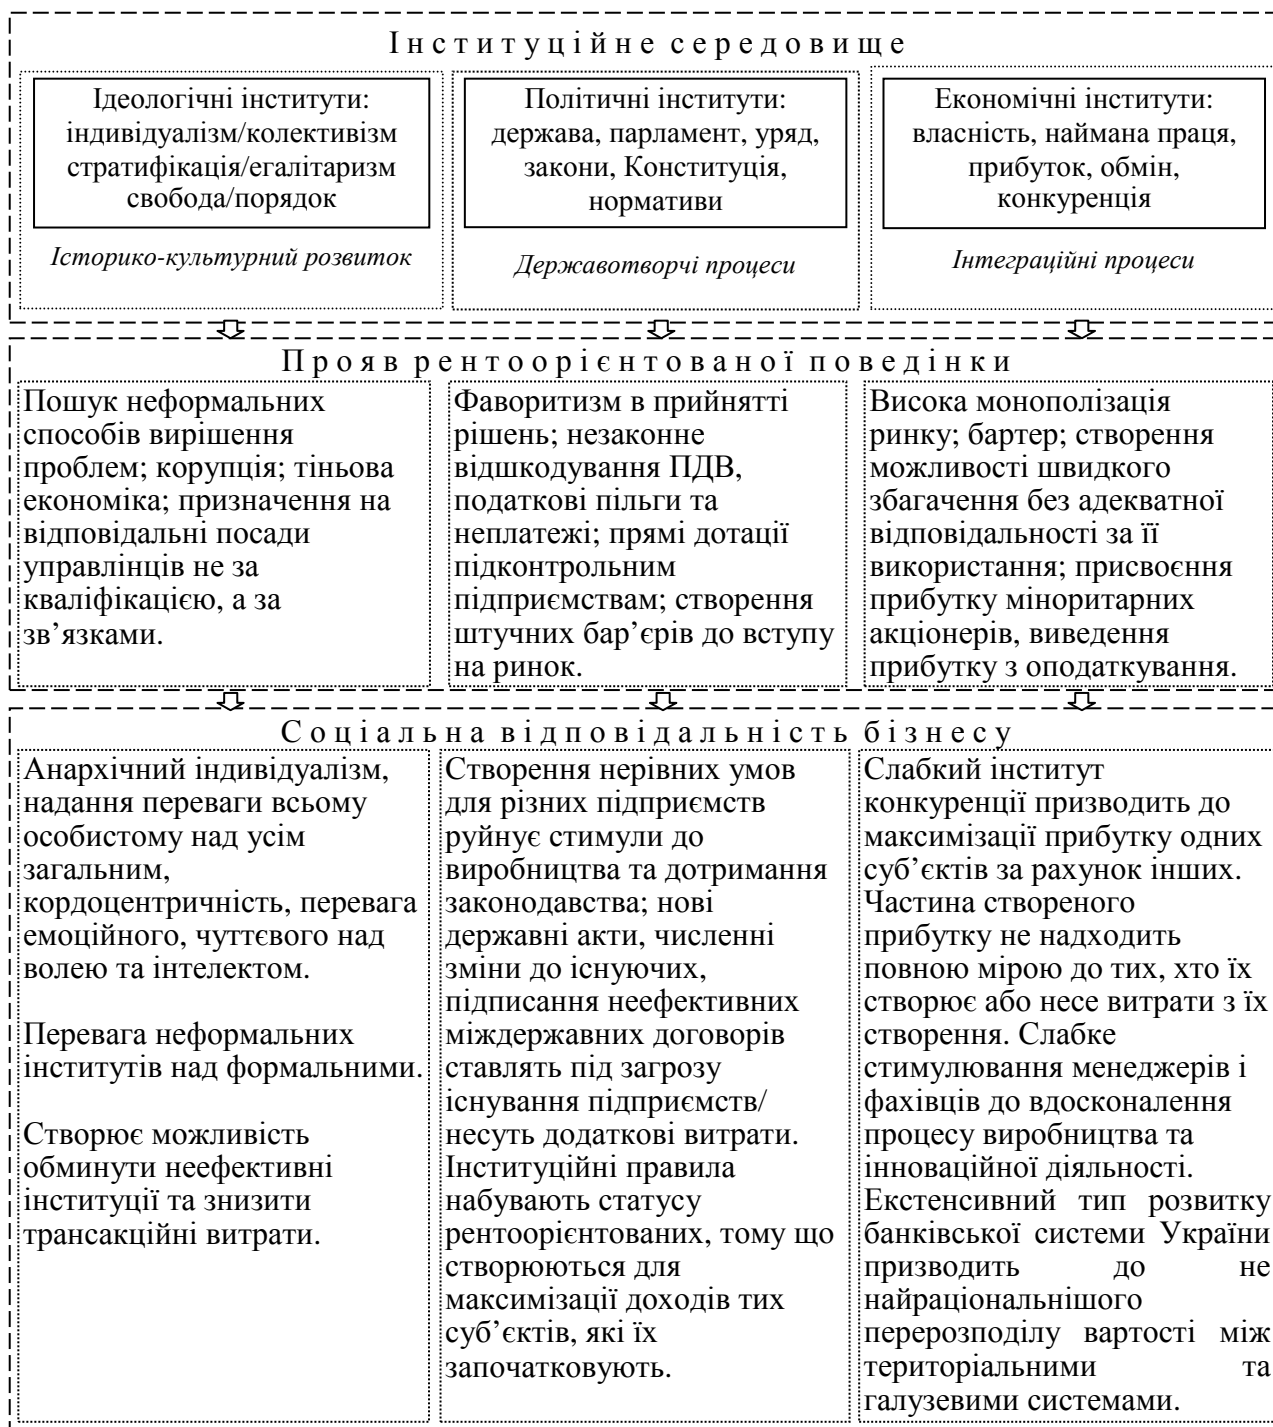 Інституційне середовище
Ідеологічні інститути:
індивідуалізм/колективізм
стратифікація/егалітаризм
свобода/порядок
Історико-культурний розвиток
Політичні інститути:
держава, парламент, уряд,
закони, Конституція,
нормативи
Державотворчі процеси
Економічні інститути:
власність, наймана праця,
прибуток, обмін,
конкуренція
Інтеграційні процеси
Прояв рентоорієнтованої поведінки
Пошук неформальних
способів вирішення
проблем; корупція; тіньова
економіка; призначення на
відповідальні посади
управлінців не за
кваліфікацією, а за
зв’язками.
Фаворитизм в прийнятті
рішень; незаконне
відшкодування ПДВ,
податкові пільги та
неплатежі; прямі дотації
підконтрольним
підприємствам; створення
штучних бар’єрів до вступу
на ринок.
Висока монополізація
ринку; бартер; створення
можливості швидкого
збагачення без адекватної
відповідальності за її
використання; присвоєння
прибутку міноритарних
акціонерів, виведення
прибутку з оподаткування.
Соціальна відповідальність бізнесу
Анархічний індивідуалізм,
надання переваги всьому
особистому над усім
загальним,
кордоцентричність, перевага
емоційного, чуттєвого над
волею та інтелектом.
Перевага неформальних
інститутів над формальними.
Створює можливість
обминути неефективні
інституції та знизити
трансакційні витрати.
Створення нерівних умов
для різних підприємств
руйнує стимули до
виробництва та дотримання
законодавства; нові
державні акти, численні
зміни до існуючих,
підписання неефективних
міждержавних договорів
ставлять під загрозу
існування підприємств/
несуть додаткові витрати.
Інституційні правила
набувають статусу
рентоорієнтованих, тому що
створюються для
максимізації доходів тих
суб’єктів, які їх
започатковують.
Слабкий інститут
конкуренції призводить до
максимізації прибутку одних
суб’єктів за рахунок інших.
Частина створеного
прибутку не надходить
повною мірою до тих, хто їх
створює або несе витрати з їх
створення. Слабке
стимулювання менеджерів і
фахівців до вдосконалення
процесу виробництва та
інноваційної діяльності.
Екстенсивний тип розвитку
банківської системи України
призводить до не
найраціональнішого
перерозподілу вартості між
територіальними та
галузевими системами.